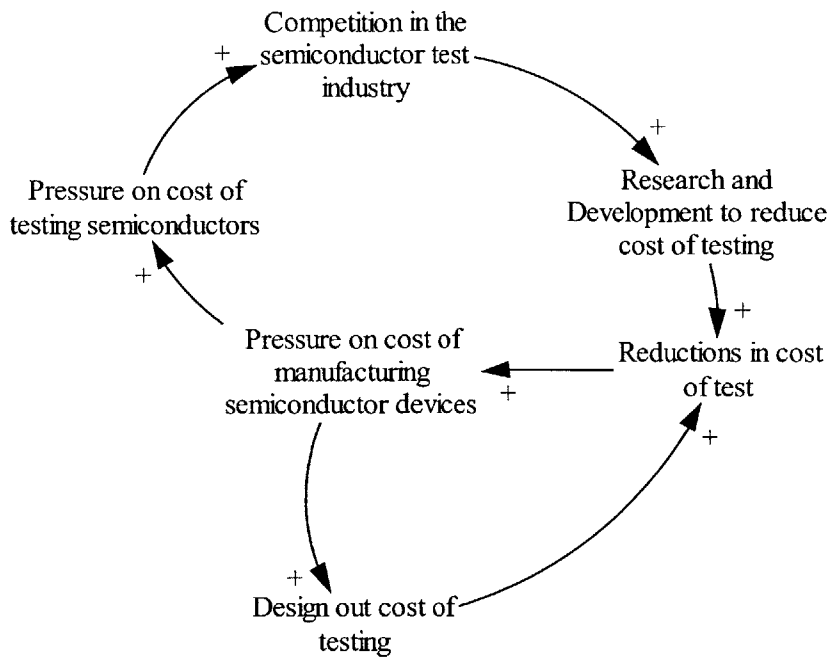 Competition in the
semiconductor test
industry
+
+
Research and
Development to reduce
cost of testing
Pressure on cost of
testing semiconductors
+
+
Pressure on cost of
manufacturing
semiconductor devices
Reductions in cost
of test
+
+
+
Design out cost of
testing